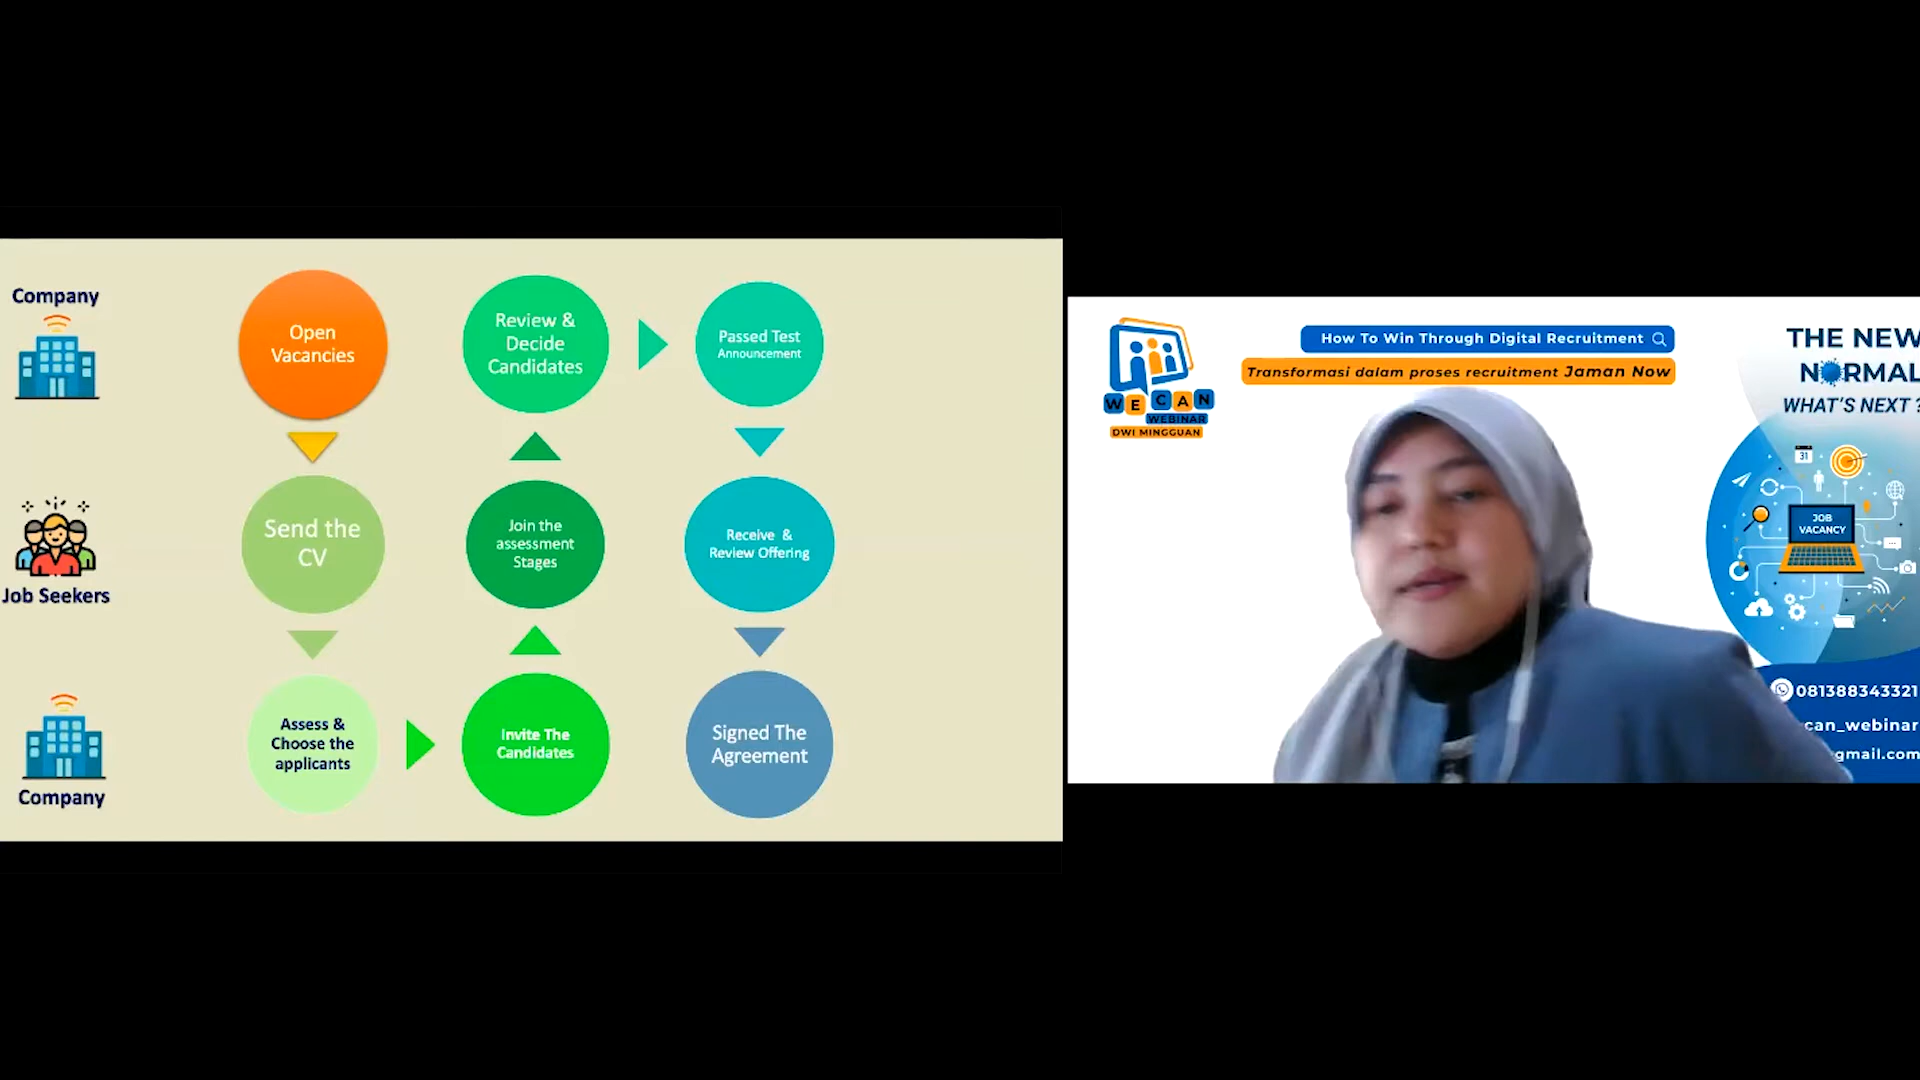 Company
Open
Vacancies
Review &
Decide
Candidates
Passed Test
Announcement
Send the
CV
Join the
assessment
Stages
Receive &
Review Offering
Job Seekers
Assess &
Choose the
applicants
Invite The
Candidates
Signed The
Agreement
Company
WE CAN
WEBINAR
DWI MINGGUAN
How To Win Through Digital Recruitment
Transformasi dalam proses recruitment Jaman Now
THE NEW
NORMAL
WHAT'S NEXT ?
31
JOB
VACANCY
081388343321
can_webinar
gmail.com